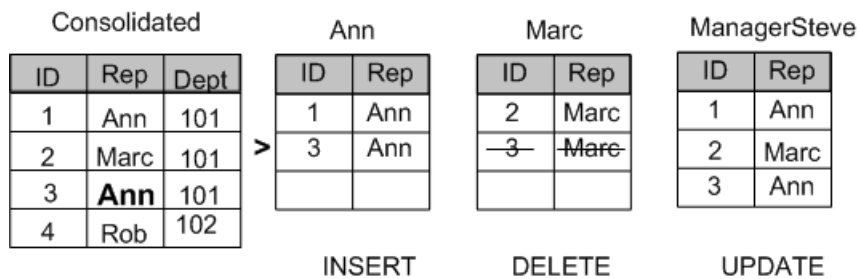 Consolidated Ann Marc ManagerSteve
ID Rep Dept ID Rep ID Rep ID Rep
1 Ann 101 1 Ann 2 Marc 1 Ann
2 Marc 101 > 3 Ann 3 Marc 2 Marc
3 Ann 101 3 Ann
4 Rob 102
INSERT DELETE UPDATE